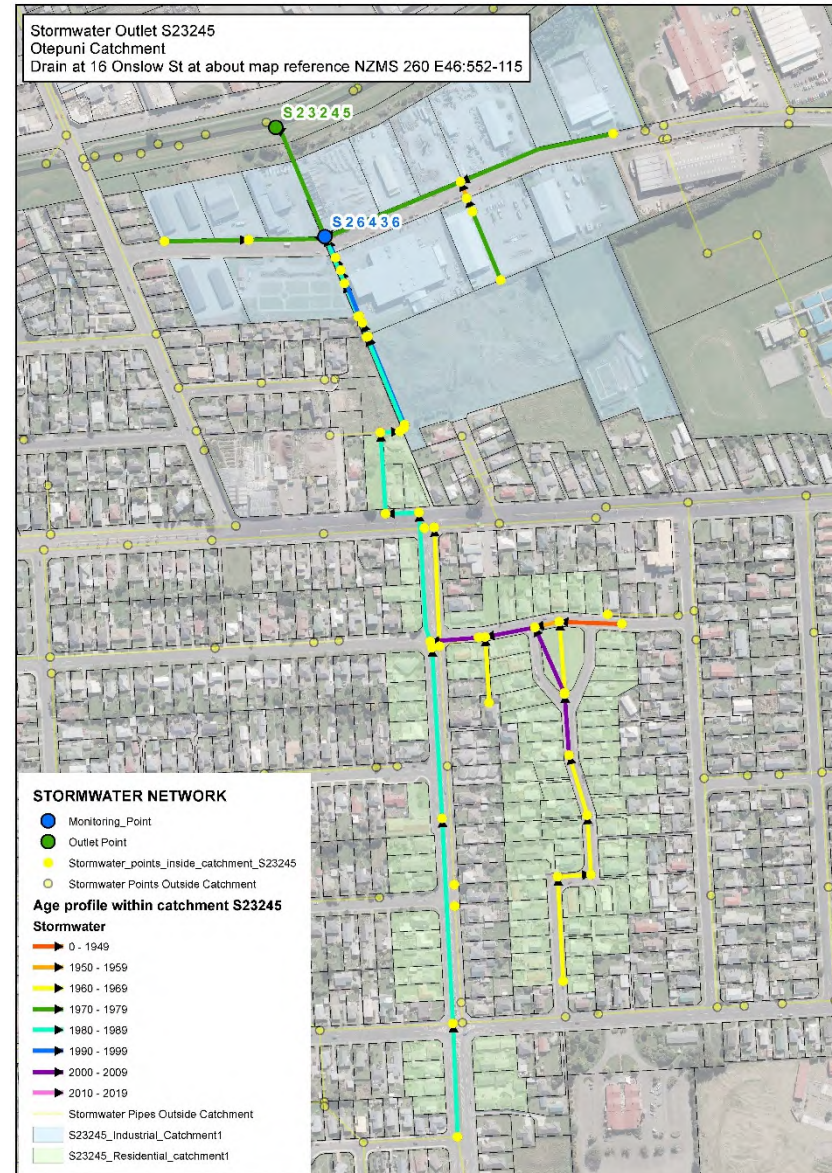 Stormwater Outlet S23245
Otepuni Catchment
Drain at 16 Onslow St at about map reference NZMS 260 E46:552-115
S23245
S26436
STORMWATER NETWORK
Monitoring_Point
Outlet Point
Stormwater_points_inside_catchment_S23245
Stormwater Points Outside Catchment
Age profile within catchment S23245
Stormwater
0 - 1949
1950 - 1959
1960 - 1969
1970 - 1979
1980 - 1989
1990 - 1999
2000 - 2009
2010 - 2019
Stormwater Pipes Outside Catchment
S23245_Industrial_Catchment1
S23245_Residential_catchment1